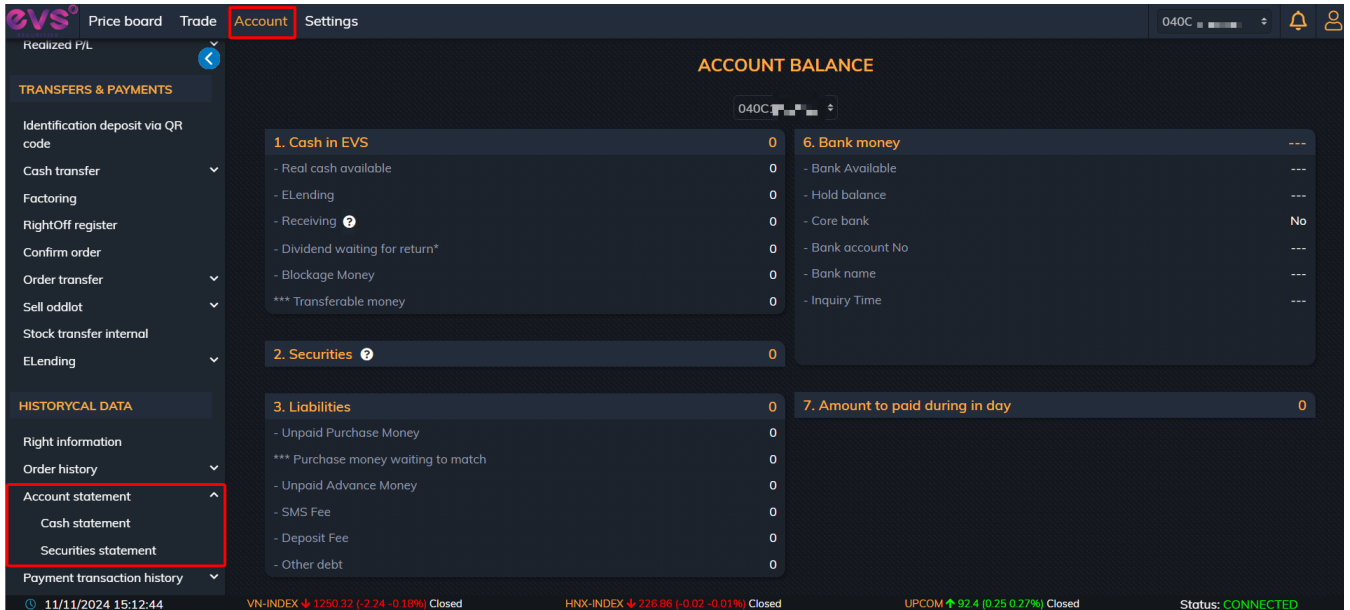 evs
Price board Trade Account Settings
040C
Realized P/L
TRANSFERS & PAYMENTS
Identification deposit via QR
code
Cash transfer
Factoring
RightOff register
Confirm order
Order transfer
Sell oddlot
Stock transfer internal
ELending
HISTORYCAL DATA
Right information
Order history
Account statement
Cash statement
Securities statement
Payment transaction history
ACCOUNT BALANCE
040C1
1. Cash in EVS 0
- Real cash available 0
- ELending 0
- Receiving ? 0
- Dividend waiting for return* 0
- Blockage Money 0
*** Transferable money 0
2. Securities ? 0
3. Liabilities 0
- Unpaid Purchase Money 0
*** Purchase money waiting to match 0
- Unpaid Advance Money 0
- SMS Fee 0
- Deposit Fee 0
- Other debt 0
6. Bank money ---
- Bank Available ---
- Hold balance ---
- Core bank No
- Bank account No ---
- Bank name ---
- Inquiry Time ---
7. Amount to paid during in day 0
11/11/2024 15:12:44 VN-INDEX 1250.32 (-2.24 -0.18%) Closed HNX-INDEX 226.86 (-0.02 -0.01%) Closed UPCOM 92.4 (0.25 0.27%) Closed Status: CONNECTED